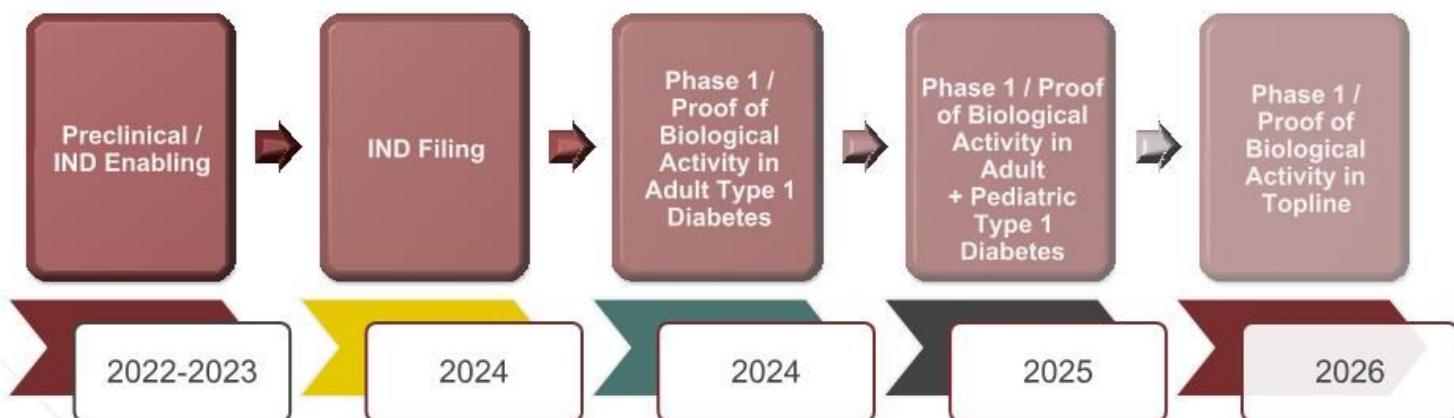 Preclinical /
IND Enabling
IND Filing
Phase 1 /
Proof of
Biological
Activity in
Adult Type 1
Diabetes
Phase 1 / Proof
of Biological
Activity in
Adult
+ Pediatric
Type 1
Diabetes
Phase 1 /
Proof of
Biological
Activity in
Topline
2022-2023
2024
2024
2025
2026